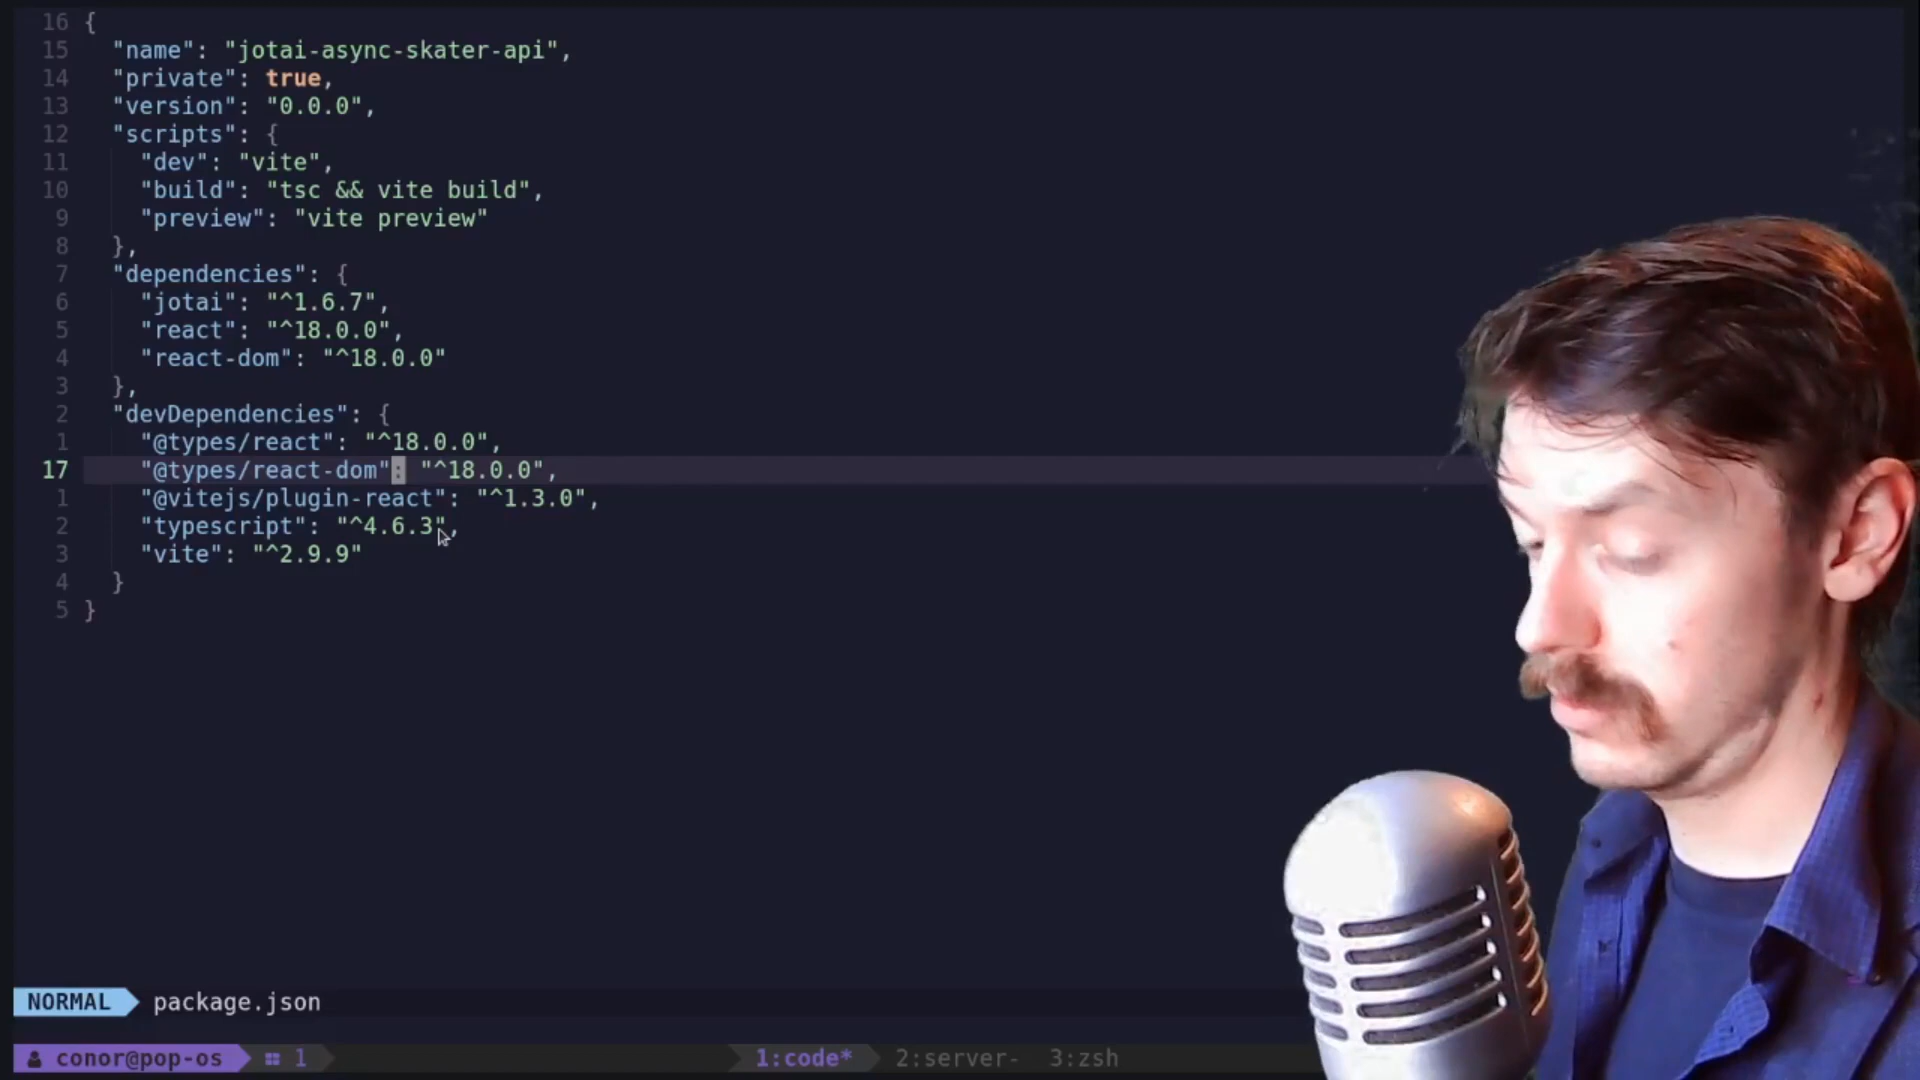 16 {
15 "name": "jotai-async-skater-api",
14 "private": true,
13 "version": "0.0.0",
12 "scripts": {
11 "dev": "vite",
10 "build": "tsc && vite build",
9 "preview": "vite preview"
8 },
7 "dependencies": {
6 "jotai": "^1.6.7",
5 "react": "^18.0.0",
4 "react-dom": "^18.0.0"
3 },
2 "devDependencies": {
1 "@types/react": "^18.0.0",
17 "@types/react-dom": "^18.0.0",
1 "@vitejs/plugin-react": "^1.3.0",
2 "typescript": "^4.6.3",
3 "vite": "^2.9.9"
4 }
5 }
NORMAL package.json
conor@pop-os 1 1:code* 2:server- 3:zsh